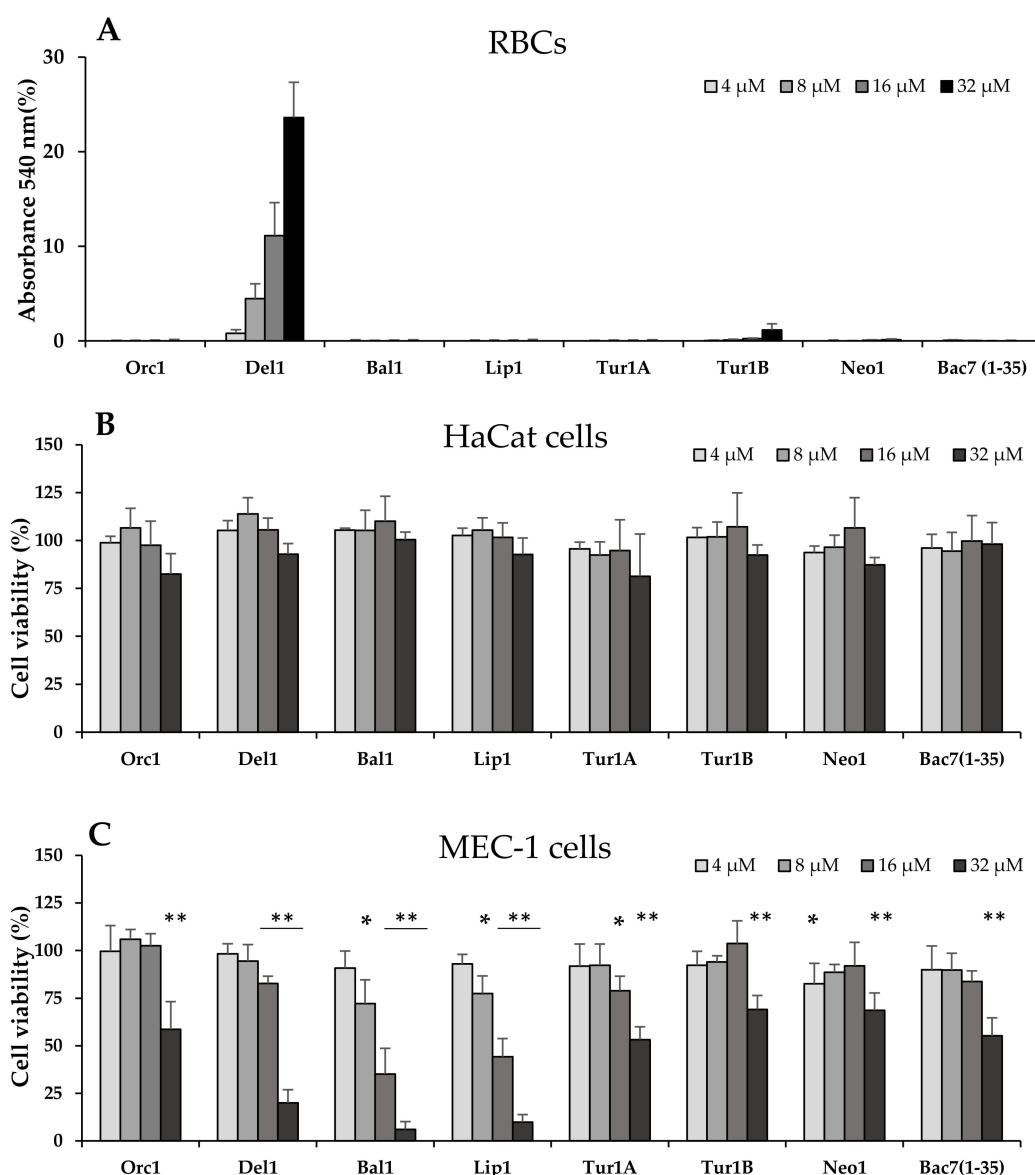 A
RBCs
30
20
10
0
Absorbance 540 nm(%)
4 µM 8 µM 16 µM 32 µM
Orc1 Del1 Bal1 Lip1 Tur1A Tur1B Neo1 Bac7 (1-35)
B
HaCat cells
150
125
100
75
50
25
0
Cell viability (%)
4 µM 8 µM 16 µM 32 µM
Orc1 Del1 Bal1 Lip1 Tur1A Tur1B Neo1 Bac7(1-35)
C
MEC-1 cells
150
125
100
75
50
25
0
Cell viability (%)
4 µM 8 µM 16 µM 32 µM
** ** * ** * ** * ** ** * ** **
Orc1 Del1 Bal1 Lip1 Tur1A Tur1B Neo1 Bac7(1-35)